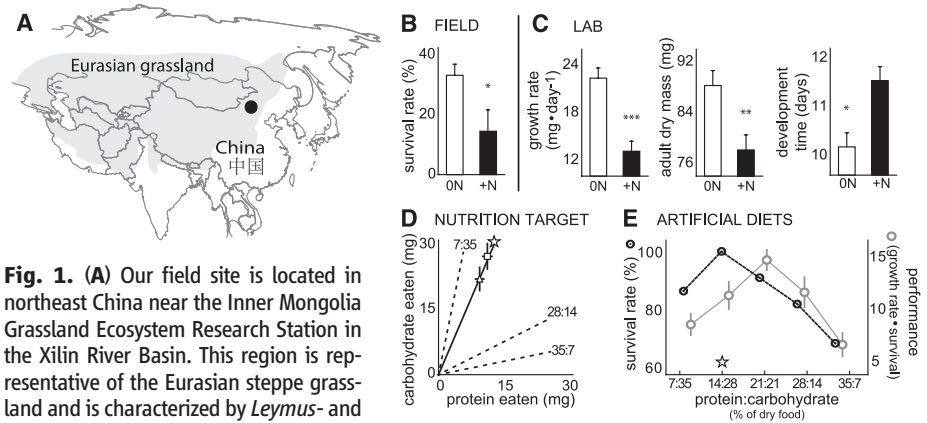 A
Eurasian grassland
China
中国
B FIELD
survival rate (%)
40
20
0
*
0N +N
C LAB
growth rate
(mg•day-1)
24
18
12
***
0N +N
adult dry mass (mg)
92
84
76
**
0N +N
development
time (days)
12
11
10
*
0N +N
D NUTRITION TARGET
carbohydrate eaten (mg)
30
15
0
7:35
28:14
35:7
0 15 30
protein eaten (mg)
E ARTIFICIAL DIETS
survival rate (%)
100
80
60
15
10
5
performance
(growth rate•survival)
7:35 14:28 21:21 28:14 35:7
protein:carbohydrate
(% of dry food)
Fig. 1. (A) Our field site is located in
northeast China near the Inner Mongolia
Grassland Ecosystem Research Station in
the Xilin River Basin. This region is rep-
resentative of the Eurasian steppe grass-
land and is characterized by Leymus- and